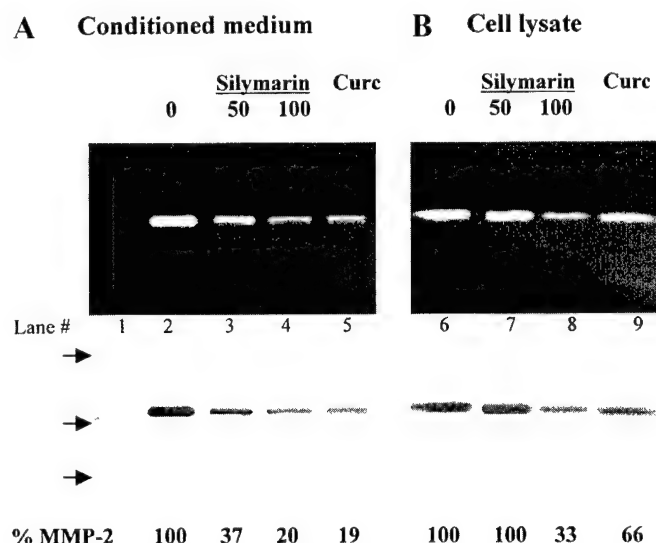 A Conditioned medium B Cell lysate
Silymarin Curc Silymarin Curc
0 50 100 0 50 100
Lane # 1 2 3 4 5 6 7 8 9
% MMP-2 100 37 20 19 100 100 33 66